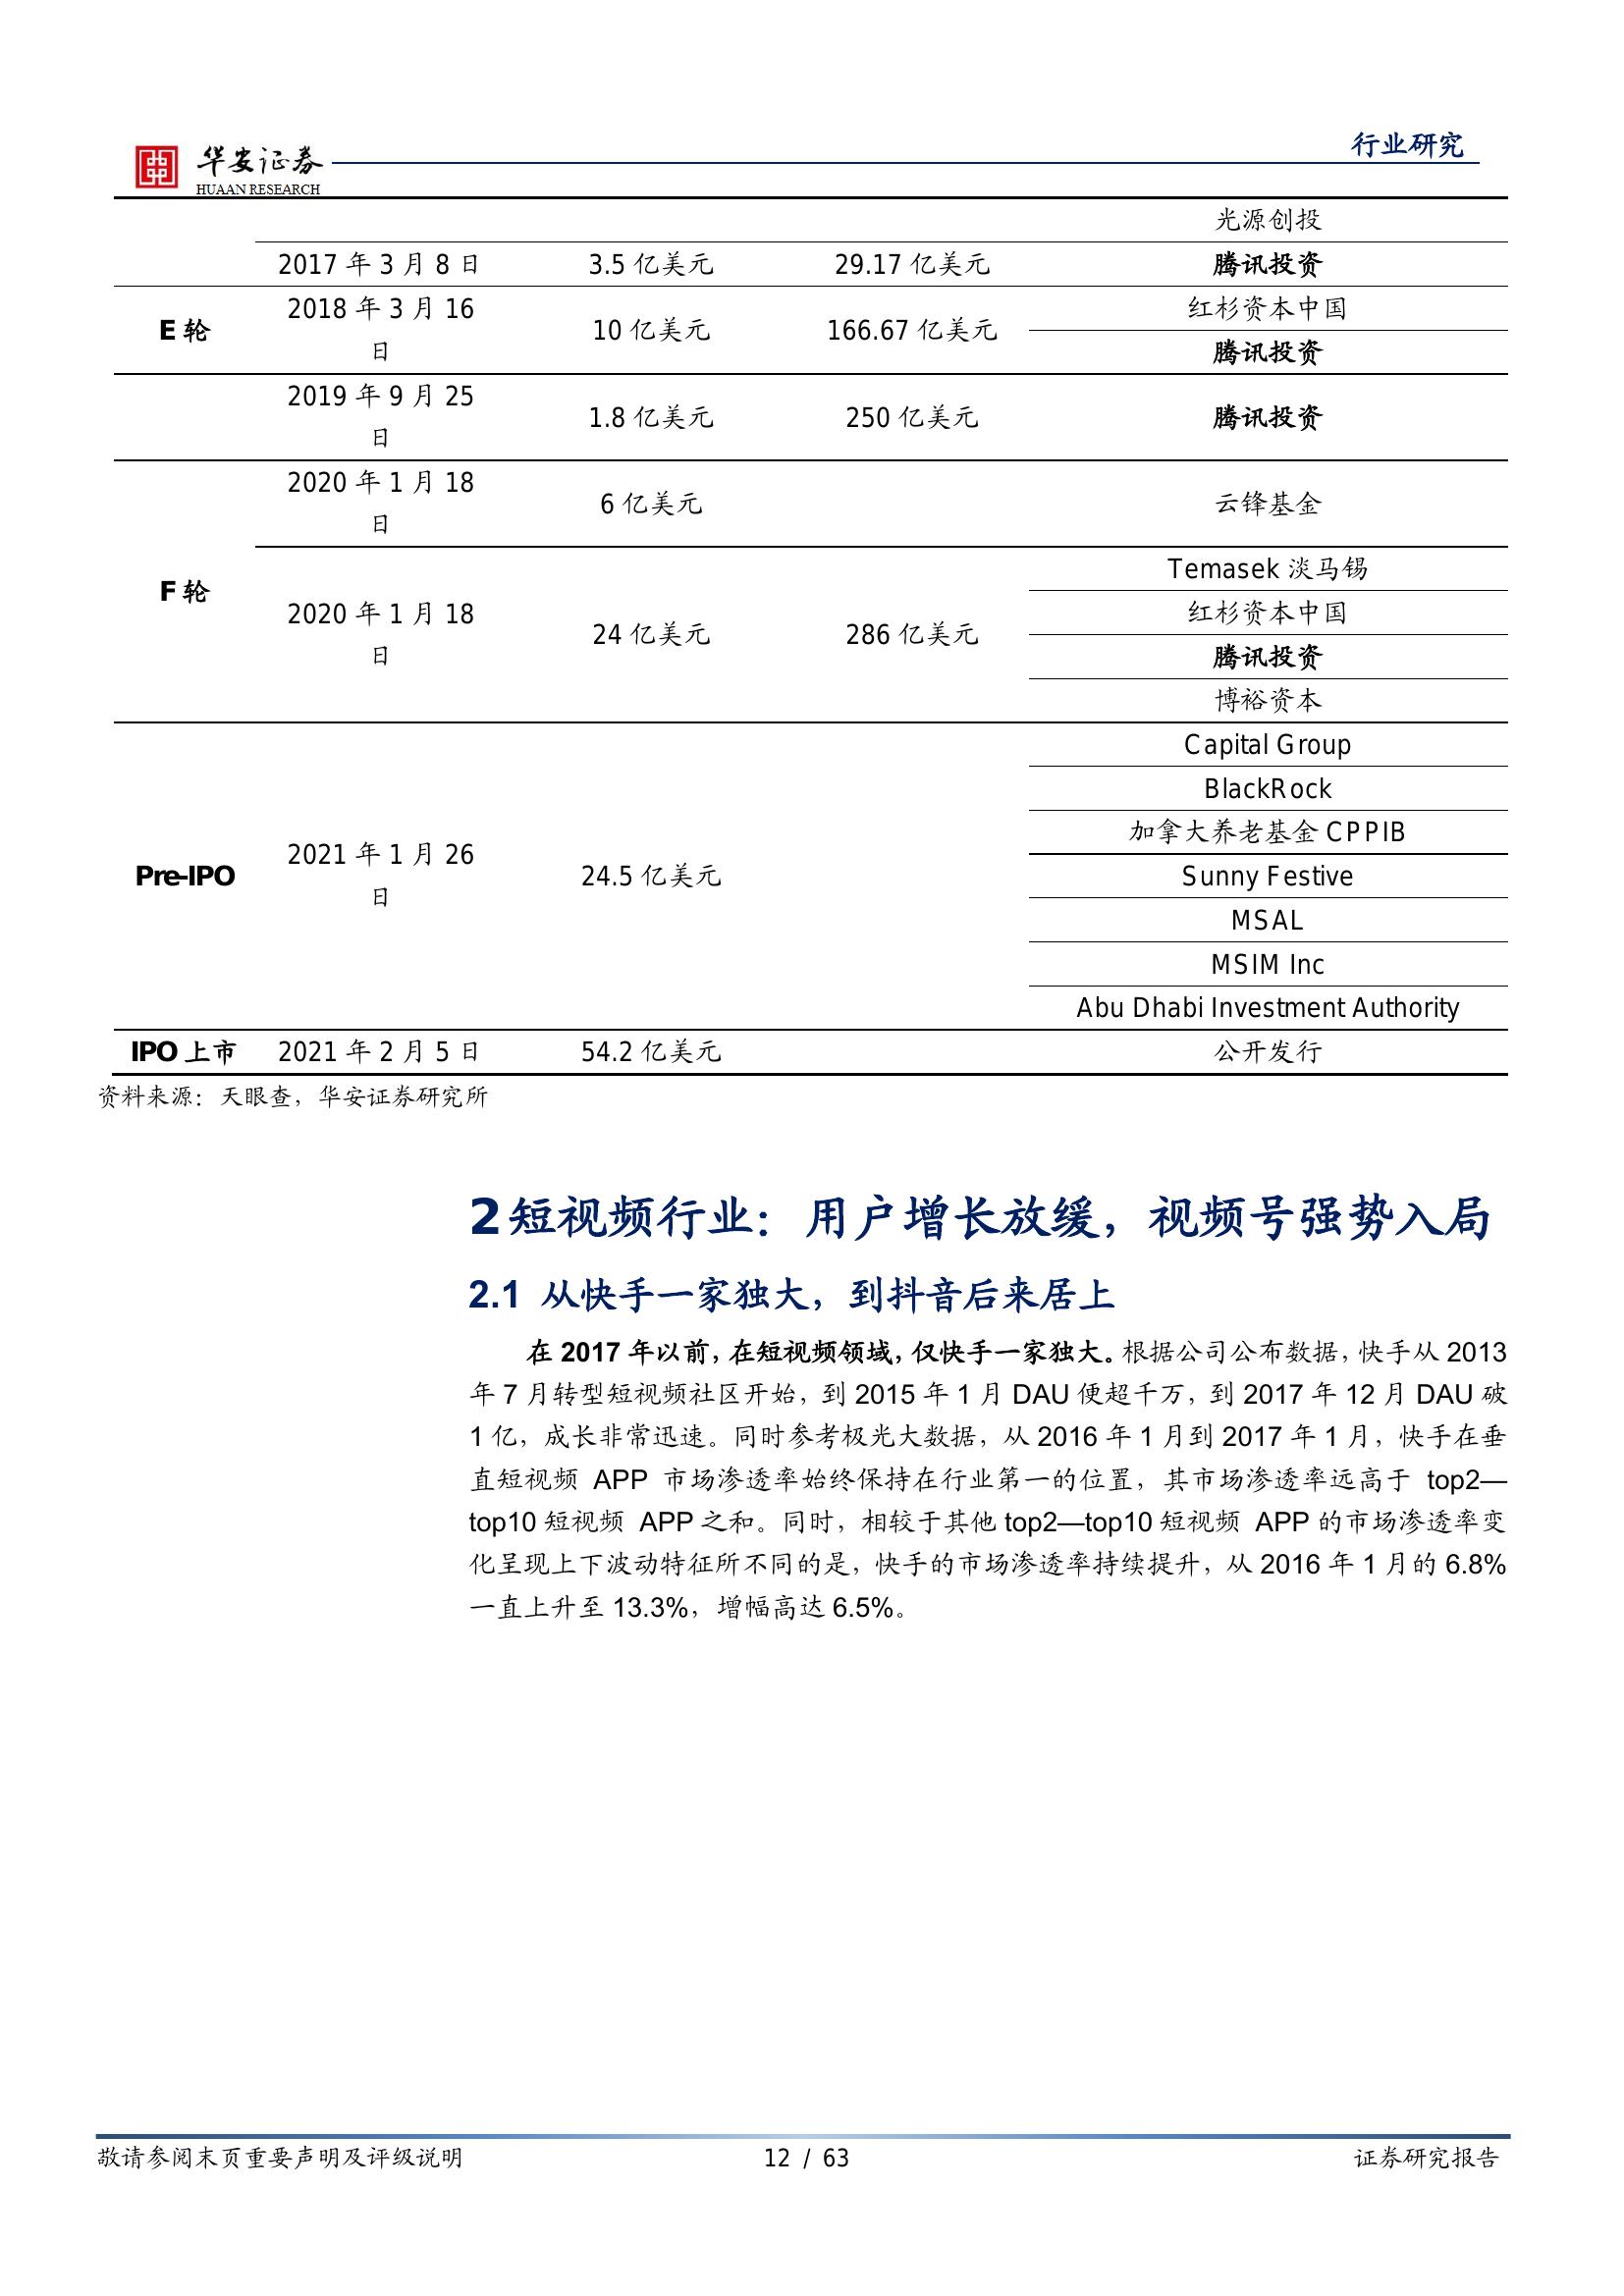 华安证券
HUAAN RESEARCH
行业研究
光源创投
2017 年 3 月 8 日 3.5 亿美元 29.17 亿美元 腾讯投资
E 轮 2018 年 3 月 16 日 10 亿美元 166.67 亿美元 红杉资本中国
腾讯投资
2019 年 9 月 25 日 1.8 亿美元 250 亿美元 腾讯投资
F 轮 2020 年 1 月 18 日 6 亿美元 云锋基金
2020 年 1 月 18 日 24 亿美元 286 亿美元 Temasek 淡马锡
红杉资本中国
腾讯投资
博裕资本
Pre-IPO 2021 年 1 月 26 日 24.5 亿美元 Capital Group
BlackRock
加拿大养老基金 CPPIB
Sunny Festive
MSAL
MSIM Inc
Abu Dhabi Investment Authority
IPO 上市 2021 年 2 月 5 日 54.2 亿美元 公开发行
资料来源：天眼查，华安证券研究所
2 短视频行业：用户增长放缓，视频号强势入局
2.1 从快手一家独大，到抖音后来居上
在 2017 年以前，在短视频领域，仅快手一家独大。根据公司公布数据，快手从 2013
年 7 月转型短视频社区开始，到 2015 年 1 月 DAU 便超千万，到 2017 年 12 月 DAU 破
1 亿，成长非常迅速。同时参考极光大数据，从 2016 年 1 月到 2017 年 1 月，快手在垂
直短视频 APP 市场渗透率始终保持在行业第一的位置，其市场渗透率远高于 top2—
top10 短视频 APP 之和。同时，相较于其他 top2—top10 短视频 APP 的市场渗透率变
化呈现上下波动特征所不同的是，快手的市场渗透率持续提升，从 2016 年 1 月的 6.8%
一直上升至 13.3%，增幅高达 6.5%。
敬请参阅末页重要声明及评级说明 12 / 63 证券研究报告